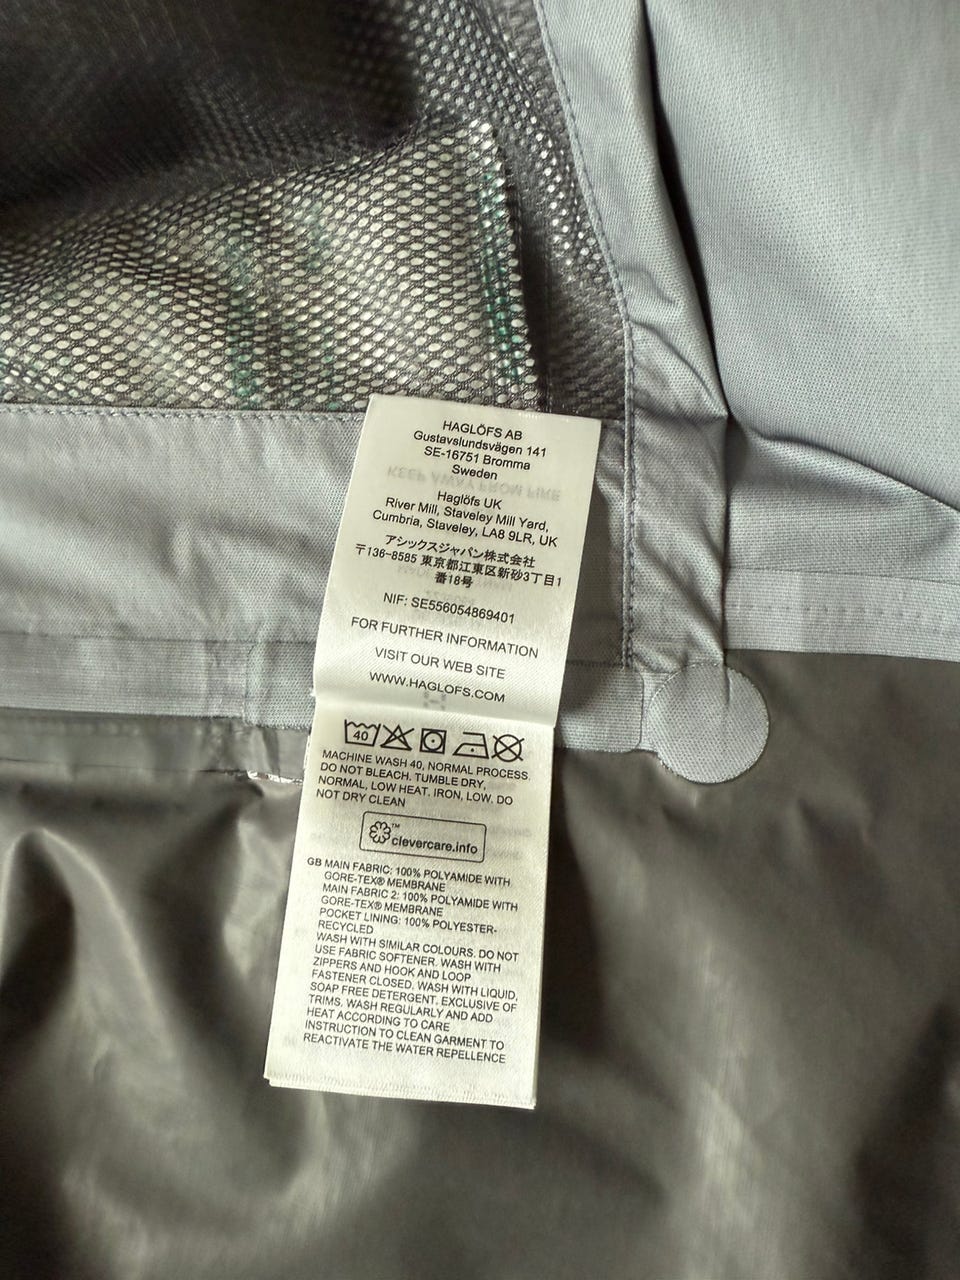 HAGLÖFS AB
Gustavslundsvägen 141
SE-16751 Bromma
Sweden
KEEP AWAY FROM FIRE
Haglöfs UK
River Mill, Staveley Mill Yard,
Cumbria, Staveley, LA8 9LR, UK
アシックスジャパン株式会社
〒136-8585 東京都江東区新砂3丁目1
番18号
NIF: SE556054869401
FOR FURTHER INFORMATION
VISIT OUR WEB SITE
WWW.HAGLOFS.COM
40
MACHINE WASH 40, NORMAL PROCESS.
DO NOT BLEACH. TUMBLE DRY,
NORMAL, LOW HEAT. IRON, LOW. DO
NOT DRY CLEAN
™
clevercare.info
GB MAIN FABRIC: 100% POLYAMIDE WITH
GORE-TEX® MEMBRANE
MAIN FABRIC 2: 100% POLYAMIDE WITH
GORE-TEX® MEMBRANE
POCKET LINING: 100% POLYESTER-
RECYCLED
WASH WITH SIMILAR COLOURS. DO NOT
USE FABRIC SOFTENER. WASH WITH
ZIPPERS AND HOOK AND LOOP
FASTENER CLOSED. WASH WITH LIQUID,
SOAP FREE DETERGENT. EXCLUSIVE OF
TRIMS. WASH REGULARLY AND ADD
HEAT ACCORDING TO CARE
INSTRUCTION TO CLEAN GARMENT TO
REACTIVATE THE WATER REPELLENCE